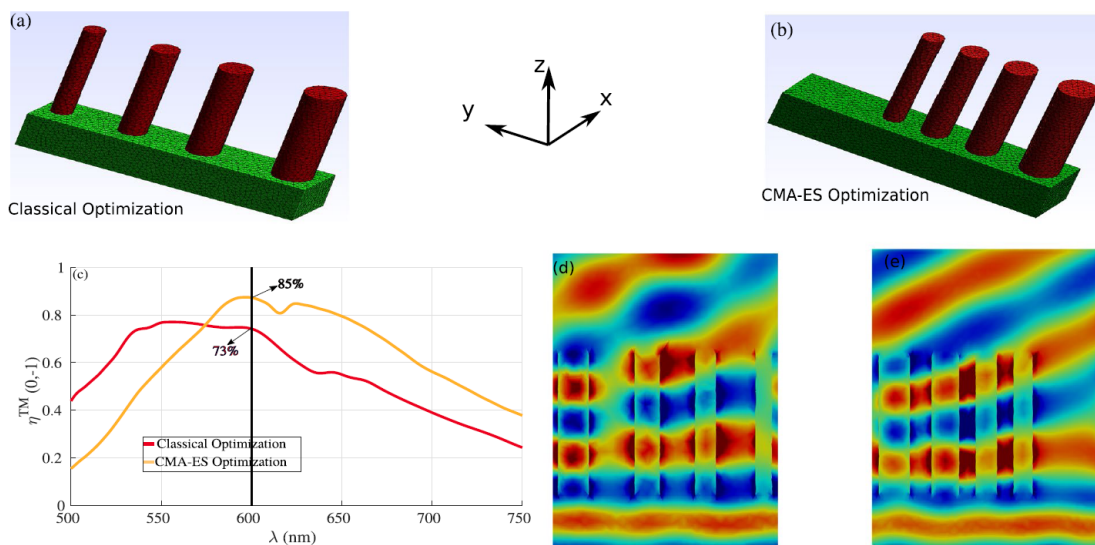 (a)
Classical Optimization
z
y
x
(b)
CMA-ES Optimization
(c)
1
0.8
0.6
0.4
0.2
0
η^TM (0,-1)
85%
73%
Classical Optimization
CMA-ES Optimization
500
550
600
650
700
750
λ (nm)
(d)
(e)